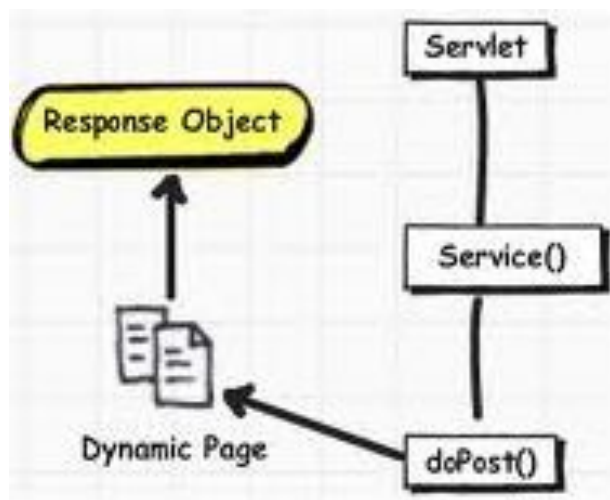 Servlet
Response Object
Service()
Dynamic Page
doPost()